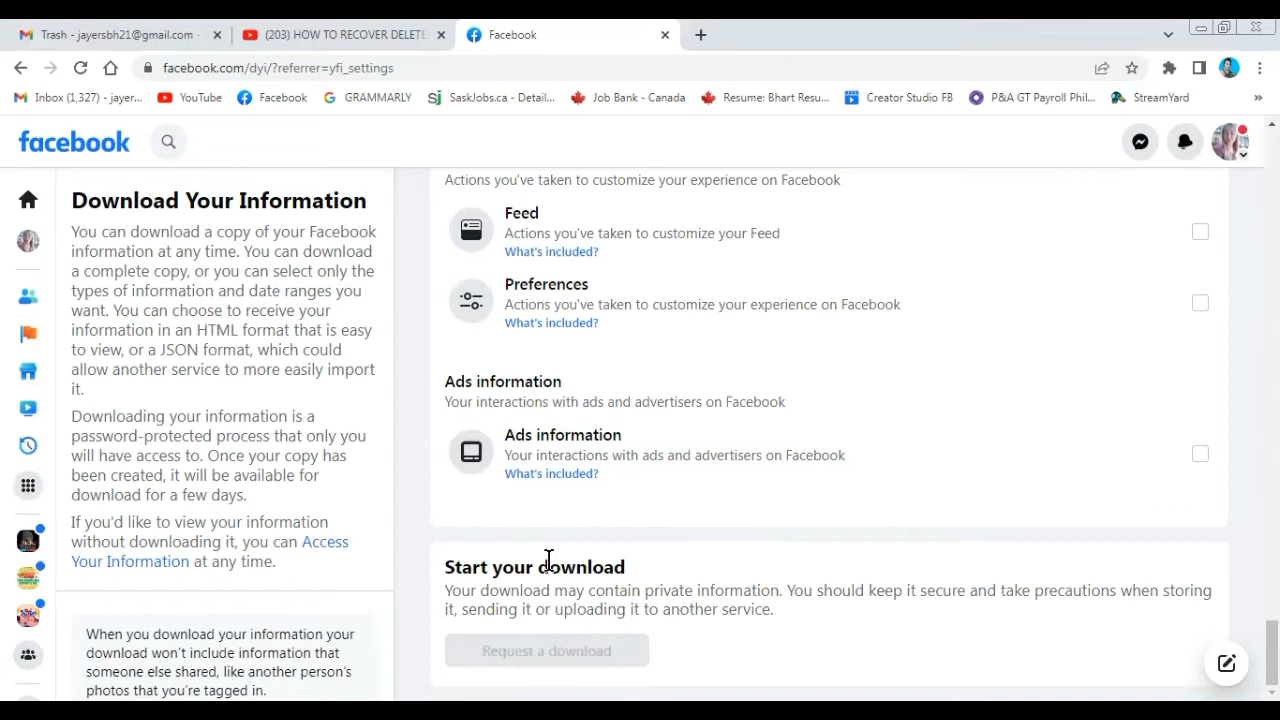 Trash - jayersbh21@gmail.com -
(203) HOW TO RECOVER DELETE
Facebook
facebook.com/dyi/?referrer=yfi_settings
Inbox (1,327) - jayer...
YouTube
Facebook
GRAMMARLY
SaskJobs.ca - Detail...
Job Bank - Canada
Resume: Bhart Resu...
Creator Studio FB
P&A GT Payroll Phil...
StreamYard
facebook
Download Your Information
You can download a copy of your Facebook
information at any time. You can download
a complete copy, or you can select only the
types of information and date ranges you
want. You can choose to receive your
information in an HTML format that is easy
to view, or a JSON format, which could
allow another service to more easily import
it.
Downloading your information is a
password-protected process that only you
will have access to. Once your copy has
been created, it will be available for
download for a few days.
If you'd like to view your information
without downloading it, you can Access
Your Information at any time.
When you download your information your
download won't include information that
someone else shared, like another person's
photos that you're tagged in.
Actions you've taken to customize your experience on Facebook
Feed
Actions you've taken to customize your Feed
What's included?
Preferences
Actions you've taken to customize your experience on Facebook
What's included?
Ads information
Your interactions with ads and advertisers on Facebook
Ads information
Your interactions with ads and advertisers on Facebook
What's included?
Start your download
Your download may contain private information. You should keep it secure and take precautions when storing
it, sending it or uploading it to another service.
Request a download